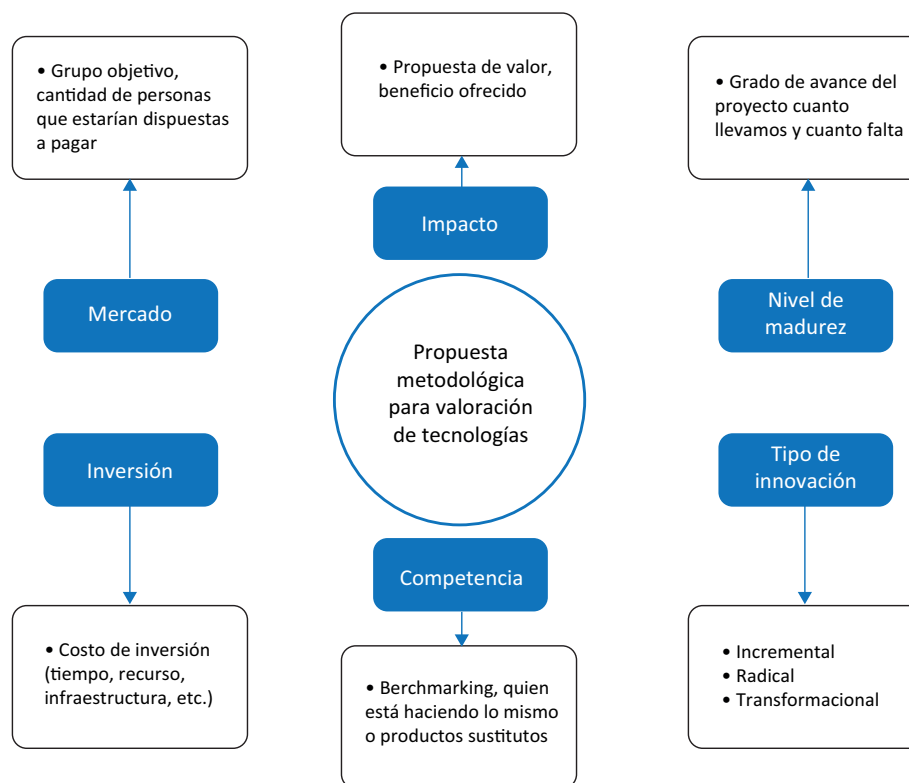 • Grupo objetivo,
cantidad de personas
que estarían dispuestas
a pagar
• Propuesta de valor,
beneficio ofrecido
• Grado de avance del
proyecto cuanto
llevamos y cuanto falta
Mercado
Impacto
Nivel de
madurez
Propuesta
metodológica
para valoración
de tecnologías
Inversión
Competencia
Tipo de
innovación
• Costo de inversión
(tiempo, recurso,
infraestructura, etc.)
• Berchmarking, quien
está haciendo lo mismo
o productos sustitutos
• Incremental
• Radical
• Transformacional